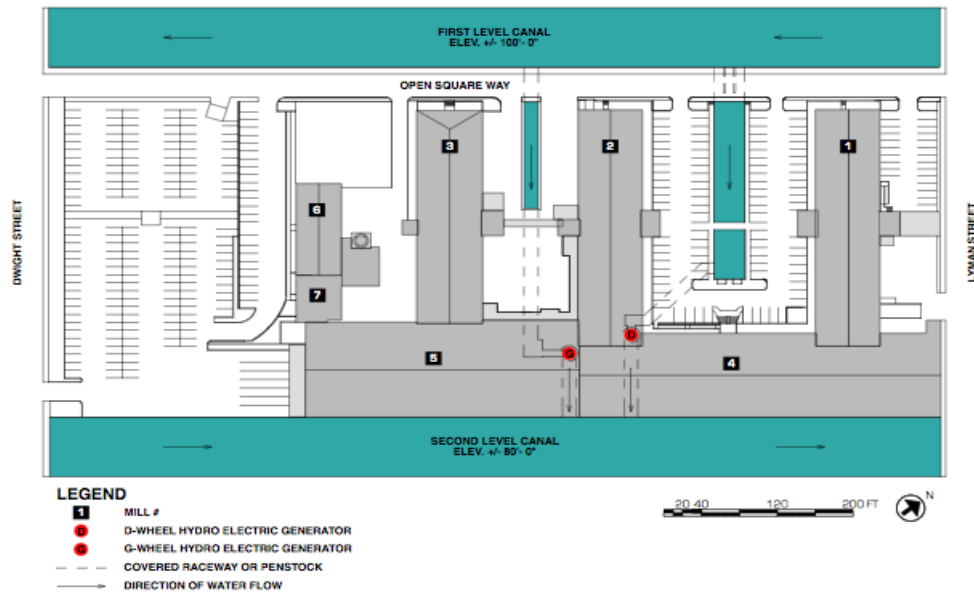 FIRST LEVEL CANAL
ELEV. +/- 100'- 0"
OPEN SQUARE WAY
3
2
1
6
DWIGHT STREET
LYMAN STREET
7
D
G
5
4
SECOND LEVEL CANAL
ELEV. +/- 80'- 0"
LEGEND
1 MILL #
D D-WHEEL HYDRO ELECTRIC GENERATOR
G G-WHEEL HYDRO ELECTRIC GENERATOR
COVERED RACEWAY OR PENSTOCK
DIRECTION OF WATER FLOW
20 40 120 200 FT
N